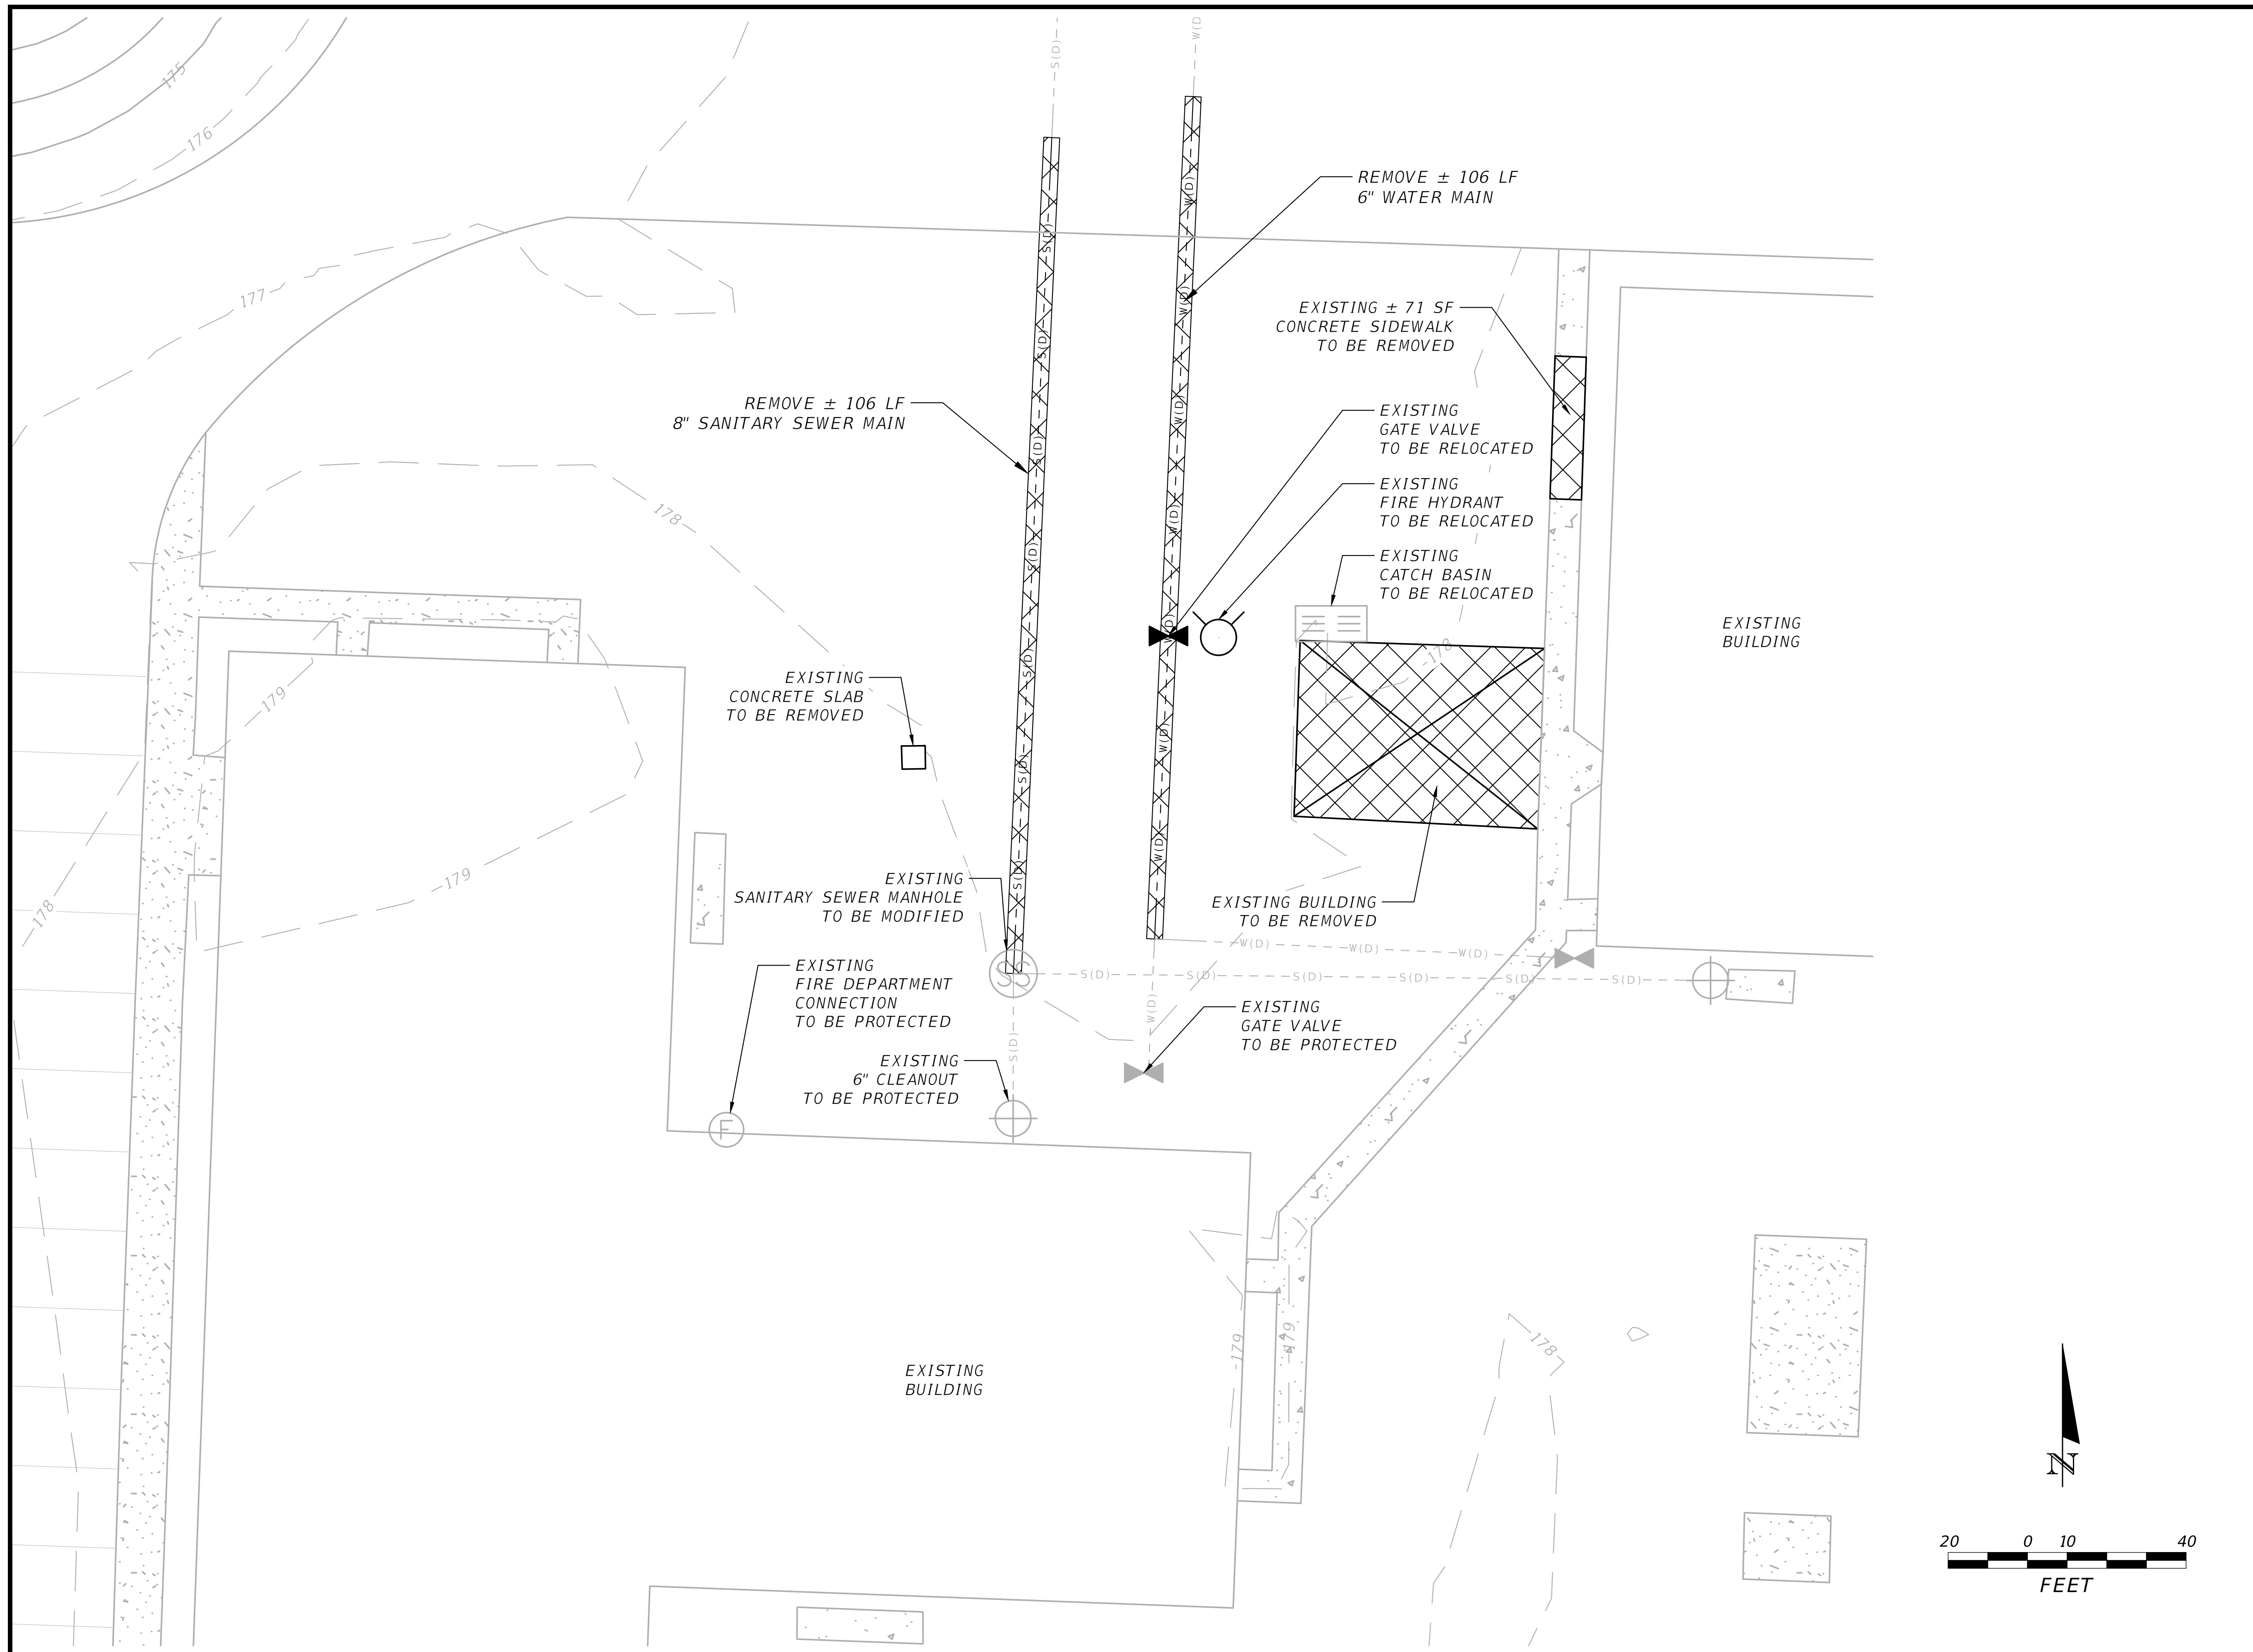 S(D)
W(D)
175
176
REMOVE ± 106 LF
6" WATER MAIN
W(D)
S(D)
177
W(D)
EXISTING ± 71 SF
CONCRETE SIDEWALK
TO BE REMOVED
S(D)
REMOVE ± 106 LF
8" SANITARY SEWER MAIN
W(D)
EXISTING
GATE VALVE
TO BE RELOCATED
S(D)
EXISTING
FIRE HYDRANT
TO BE RELOCATED
178
W(D)
S(D)
EXISTING
CATCH BASIN
TO BE RELOCATED
W(D)
EXISTING
BUILDING
178
S(D)
EXISTING
CONCRETE SLAB
TO BE REMOVED
179
W(D)
S(D)
W(D)
179
S(D)
178
EXISTING
SANITARY SEWER MANHOLE
TO BE MODIFIED
EXISTING BUILDING
TO BE REMOVED
W(D)
W(D)
W(D)
SS
S(D)
S(D)
S(D)
S(D)
S(D)
S(D)
EXISTING
FIRE DEPARTMENT
CONNECTION
TO BE PROTECTED
W(D)
EXISTING
GATE VALVE
TO BE PROTECTED
S(D)
EXISTING
6" CLEANOUT
TO BE PROTECTED
F
179
179
178
EXISTING
BUILDING
N
20 0 10 40
FEET